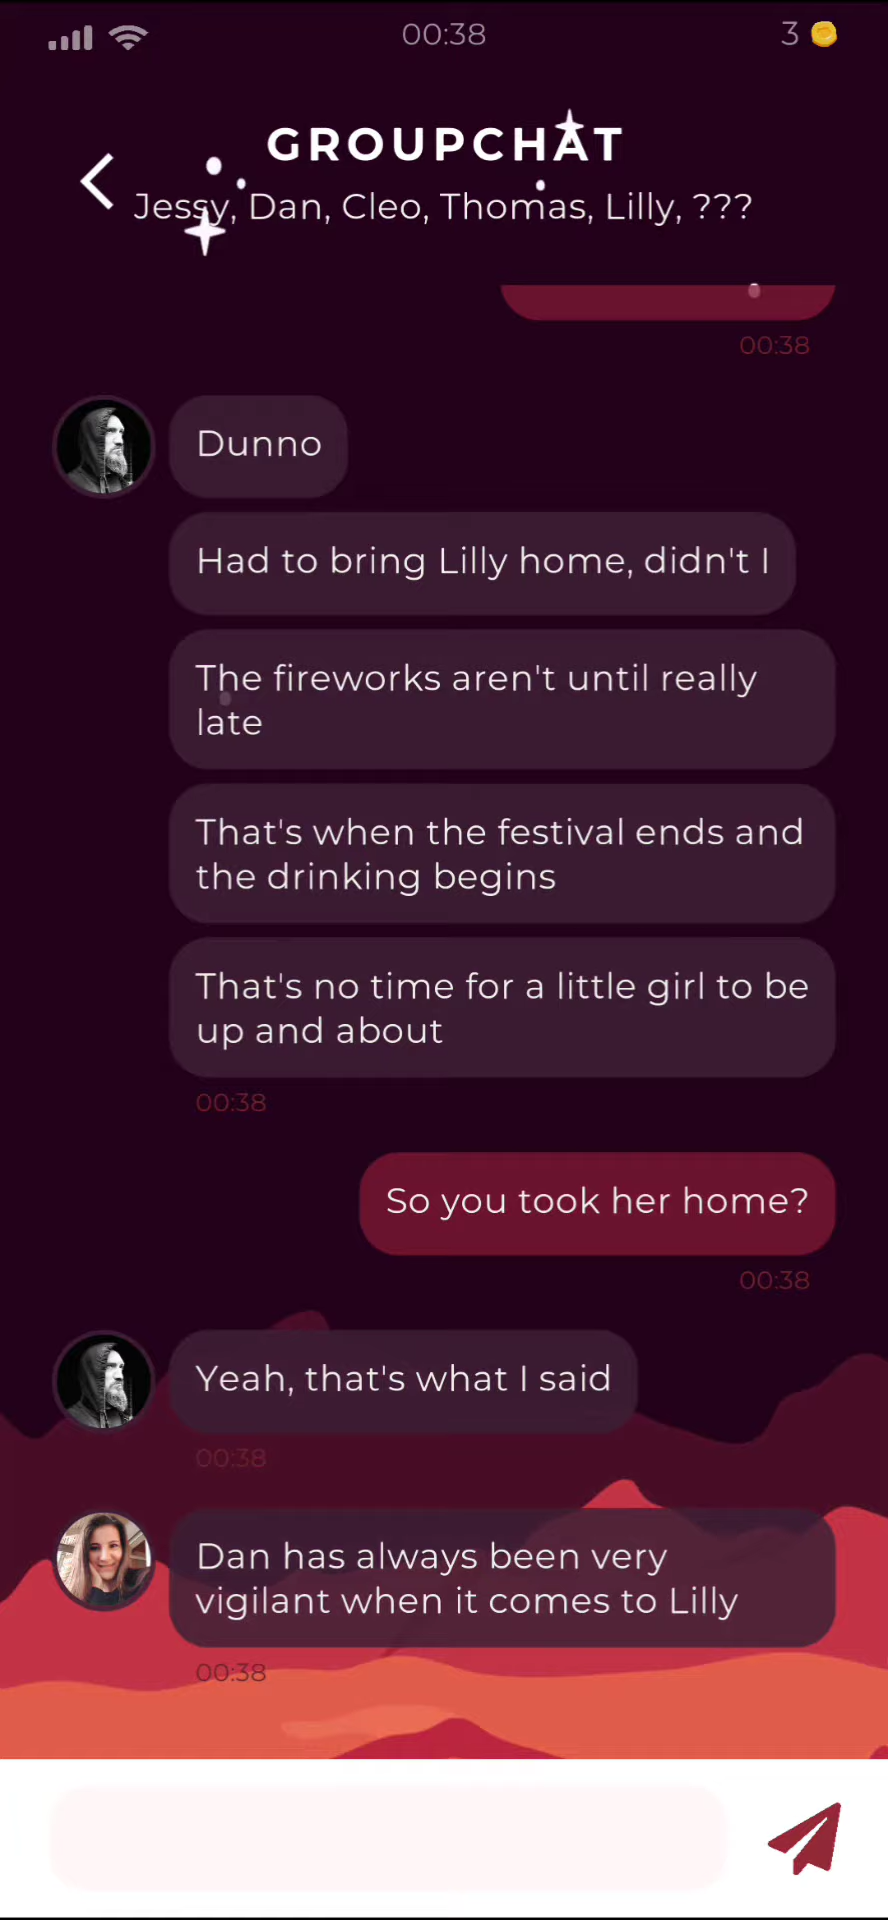 00:38
3
GROUPCHAT
Jessy, Dan, Cleo, Thomas, Lilly, ???
00:38
Dunno
Had to bring Lilly home, didn't I
The fireworks aren't until really
late
That's when the festival ends and
the drinking begins
That's no time for a little girl to be
up and about
00:38
So you took her home?
00:38
Yeah, that's what I said
00:38
Dan has always been very
vigilant when it comes to Lilly
00:38